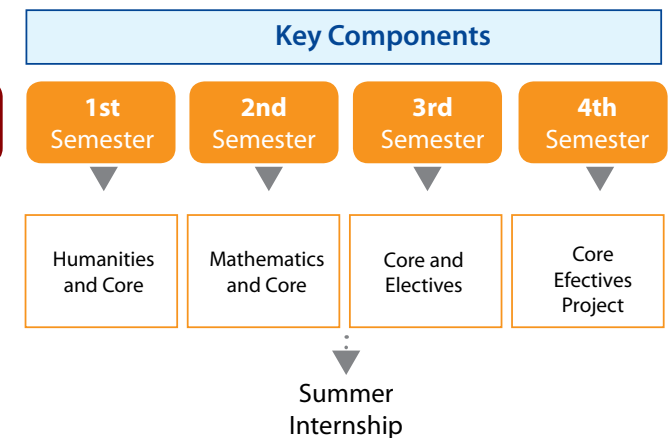 Key Components
1st
Semester
2nd
Semester
3rd
Semester
4th
Semester
Humanities
and Core
Mathematics
and Core
Core and
Electives
Core
Efectives
Project
Summer
Internship